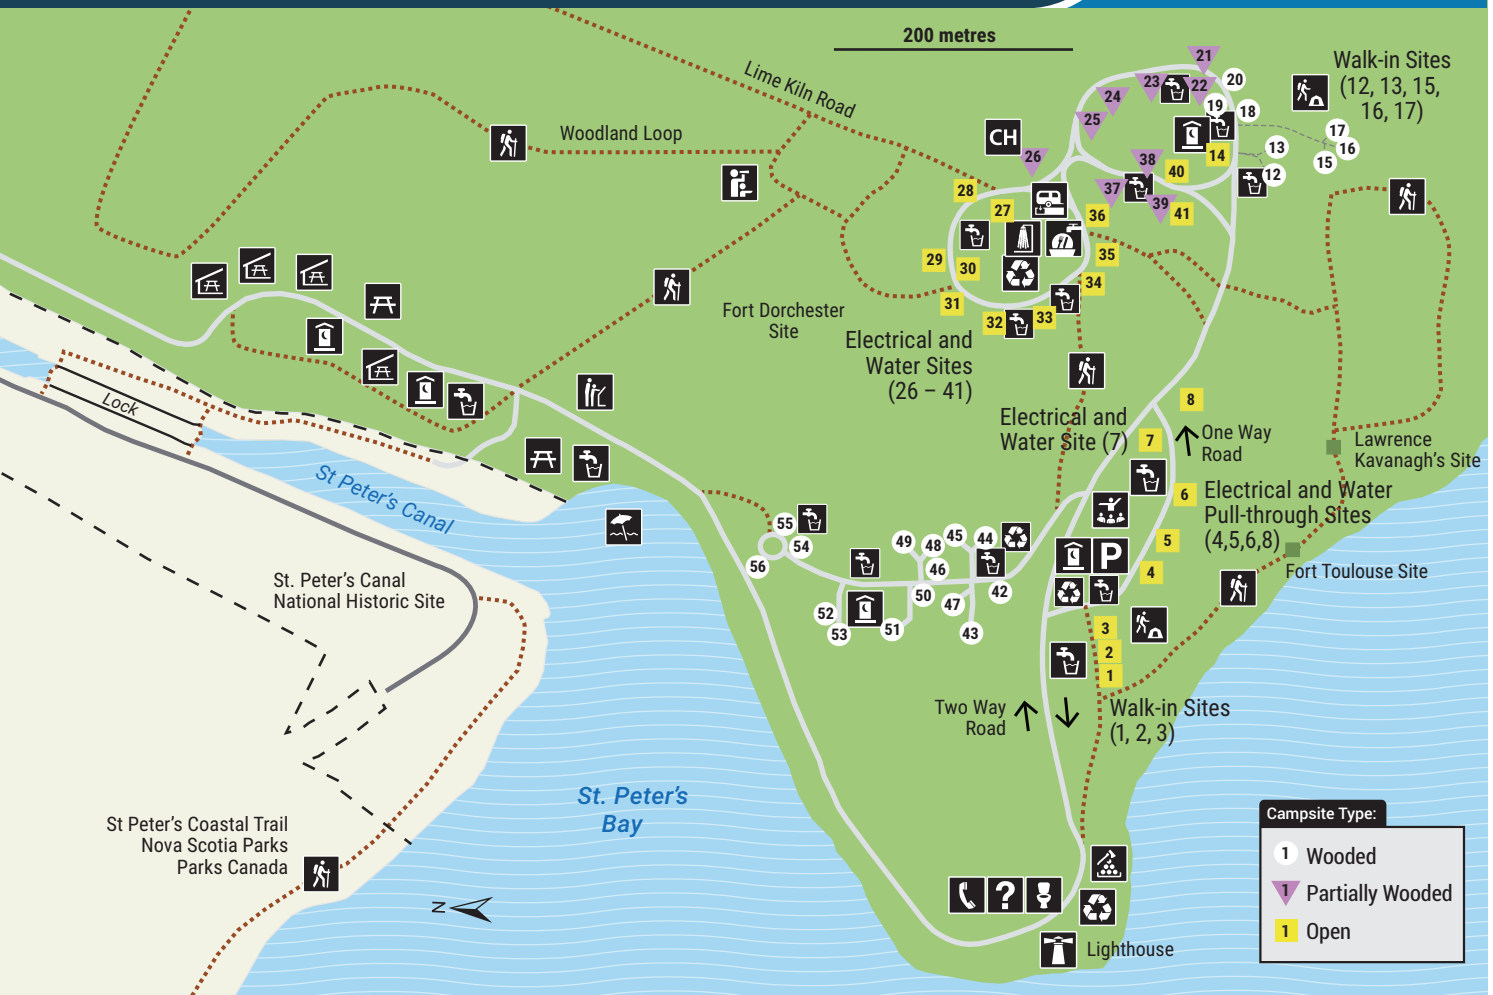 200 metres
Lime Kiln Road
Woodland Loop
CH
21
20
23
22
24
19
18
25
17
16
15
13
12
14
26
38
40
37
39
41
28
27
36
29
30
35
34
31
32
33
Walk-in Sites
(12, 13, 15,
16, 17)
Fort Dorchester
Site
Electrical and
Water Sites
(26 – 41)
Electrical and
Water Site (7)
8
7
One Way
Road
6
Electrical and Water
Pull-through Sites
(4,5,6,8)
5
4
P
Lawrence
Kavanagh's Site
Fort Toulouse Site
Lock
St Peter's Canal
St. Peter's Canal
National Historic Site
55
54
56
49
48
45
44
46
50
47
42
52
53
51
43
3
2
1
Two Way
Road
Walk-in Sites
(1, 2, 3)
St. Peter's
Bay
St Peter's Coastal Trail
Nova Scotia Parks
Parks Canada
N
?
Lighthouse
Campsite Type:
1 Wooded
1 Partially Wooded
1 Open